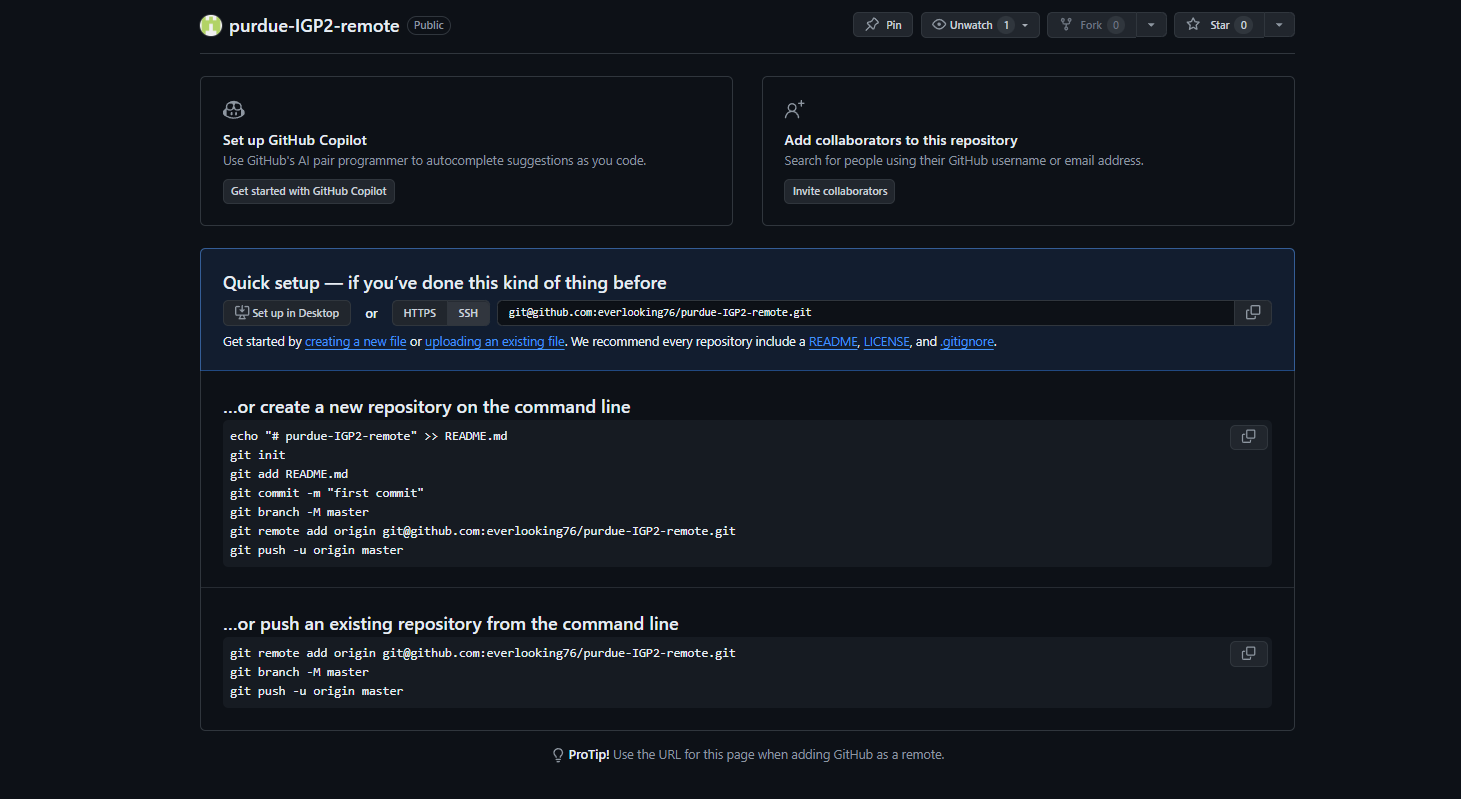 purdue-IGP2-remote Public Pin Unwatch 1 Fork 0 Star 0
Set up GitHub Copilot
Use GitHub's AI pair programmer to autocomplete suggestions as you code.
Get started with GitHub Copilot
Add collaborators to this repository
Search for people using their GitHub username or email address.
Invite collaborators
Quick setup — if you’ve done this kind of thing before
Set up in Desktop or HTTPS SSH git@github.com:everlooking76/purdue-IGP2-remote.git
Get started by creating a new file or uploading an existing file. We recommend every repository include a README, LICENSE, and .gitignore.
…or create a new repository on the command line
echo "# purdue-IGP2-remote" >> README.md
git init
git add README.md
git commit -m "first commit"
git branch -M master
git remote add origin git@github.com:everlooking76/purdue-IGP2-remote.git
git push -u origin master
…or push an existing repository from the command line
git remote add origin git@github.com:everlooking76/purdue-IGP2-remote.git
git branch -M master
git push -u origin master
ProTip! Use the URL for this page when adding GitHub as a remote.